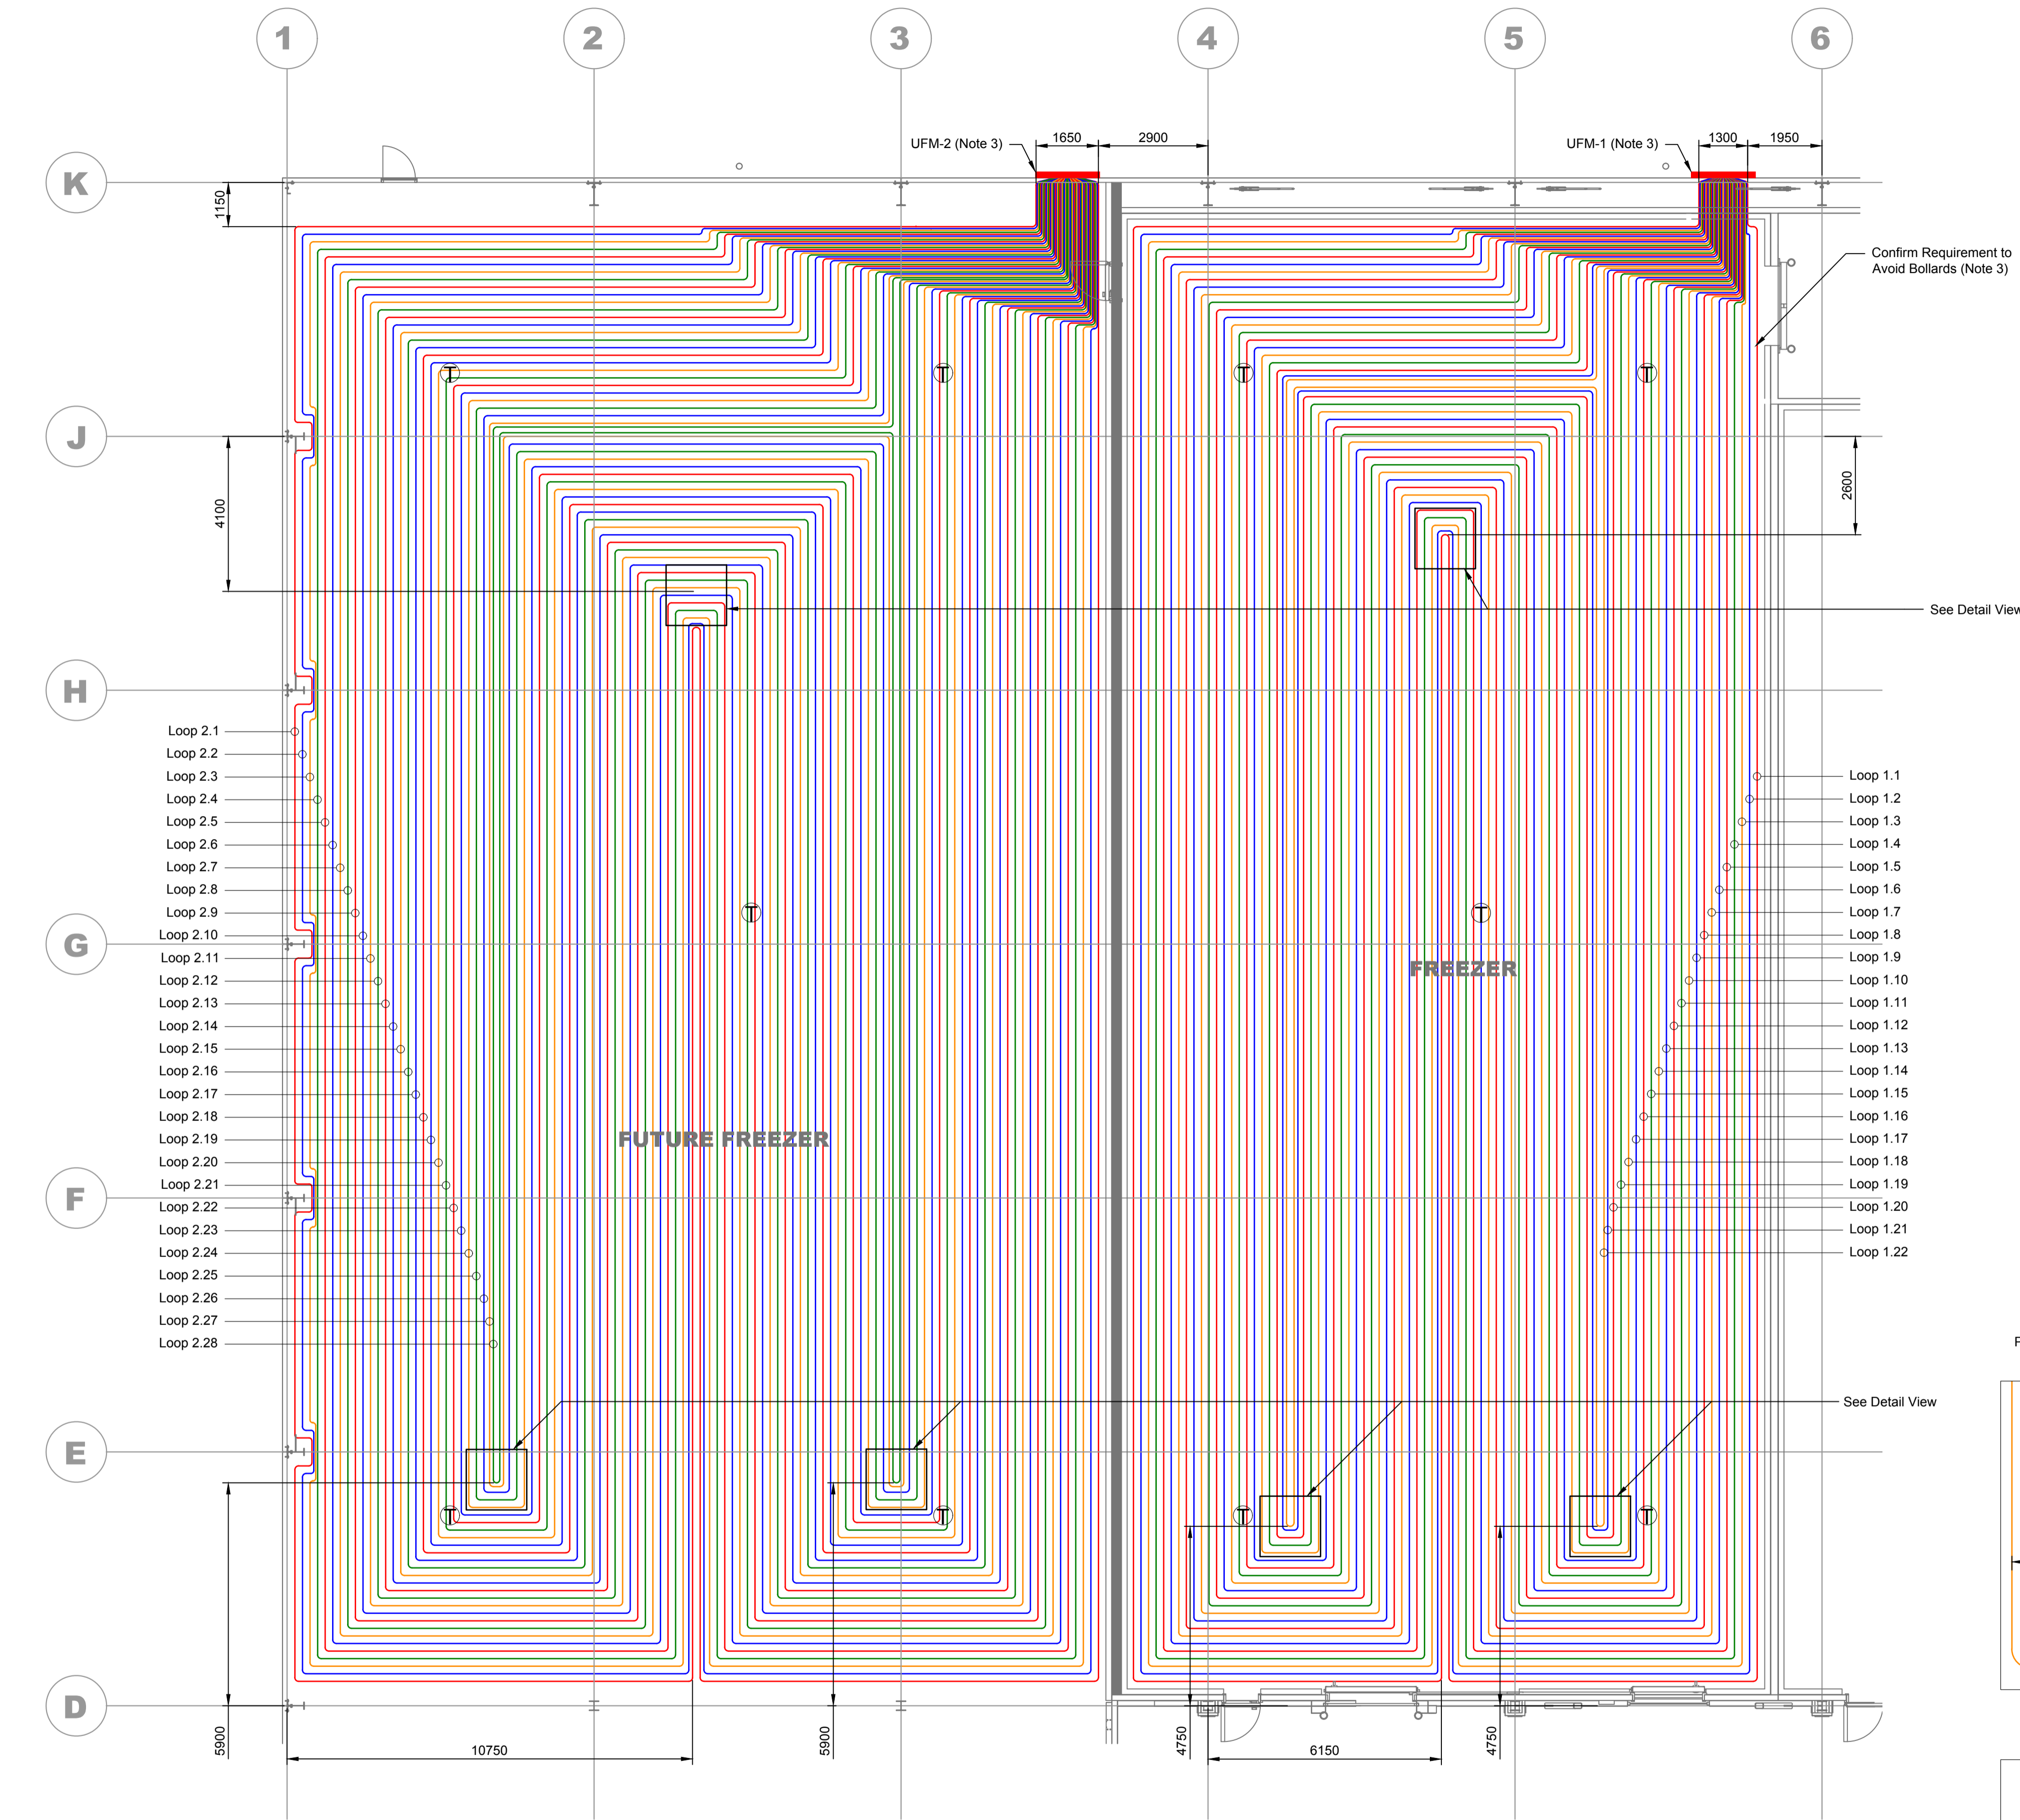 1 2 3 4 5 6
UFM-2 (Note 3)
1650
2900
UFM-1 (Note 3)
1300
1950
K
1150
Confirm Requirement to
Avoid Bollards (Note 3)
T T T T
J
4100
2600
See Detail View
H
Loop 2.1
Loop 2.2
Loop 2.3
Loop 2.4
Loop 2.5
Loop 2.6
Loop 2.7
Loop 2.8
Loop 2.9
Loop 2.10
Loop 2.11
Loop 2.12
Loop 2.13
Loop 2.14
Loop 2.15
Loop 2.16
Loop 2.17
Loop 2.18
Loop 2.19
Loop 2.20
Loop 2.21
Loop 2.22
Loop 2.23
Loop 2.24
Loop 2.25
Loop 2.26
Loop 2.27
Loop 2.28
Loop 1.1
Loop 1.2
Loop 1.3
Loop 1.4
Loop 1.5
Loop 1.6
Loop 1.7
Loop 1.8
Loop 1.9
Loop 1.10
Loop 1.11
Loop 1.12
Loop 1.13
Loop 1.14
Loop 1.15
Loop 1.16
Loop 1.17
Loop 1.18
Loop 1.19
Loop 1.20
Loop 1.21
Loop 1.22
T T
G
FREEZER
FUTURE FREEZER
F
See Detail View
E
T T T T
D
5900
10750
5900
4750
6150
4750